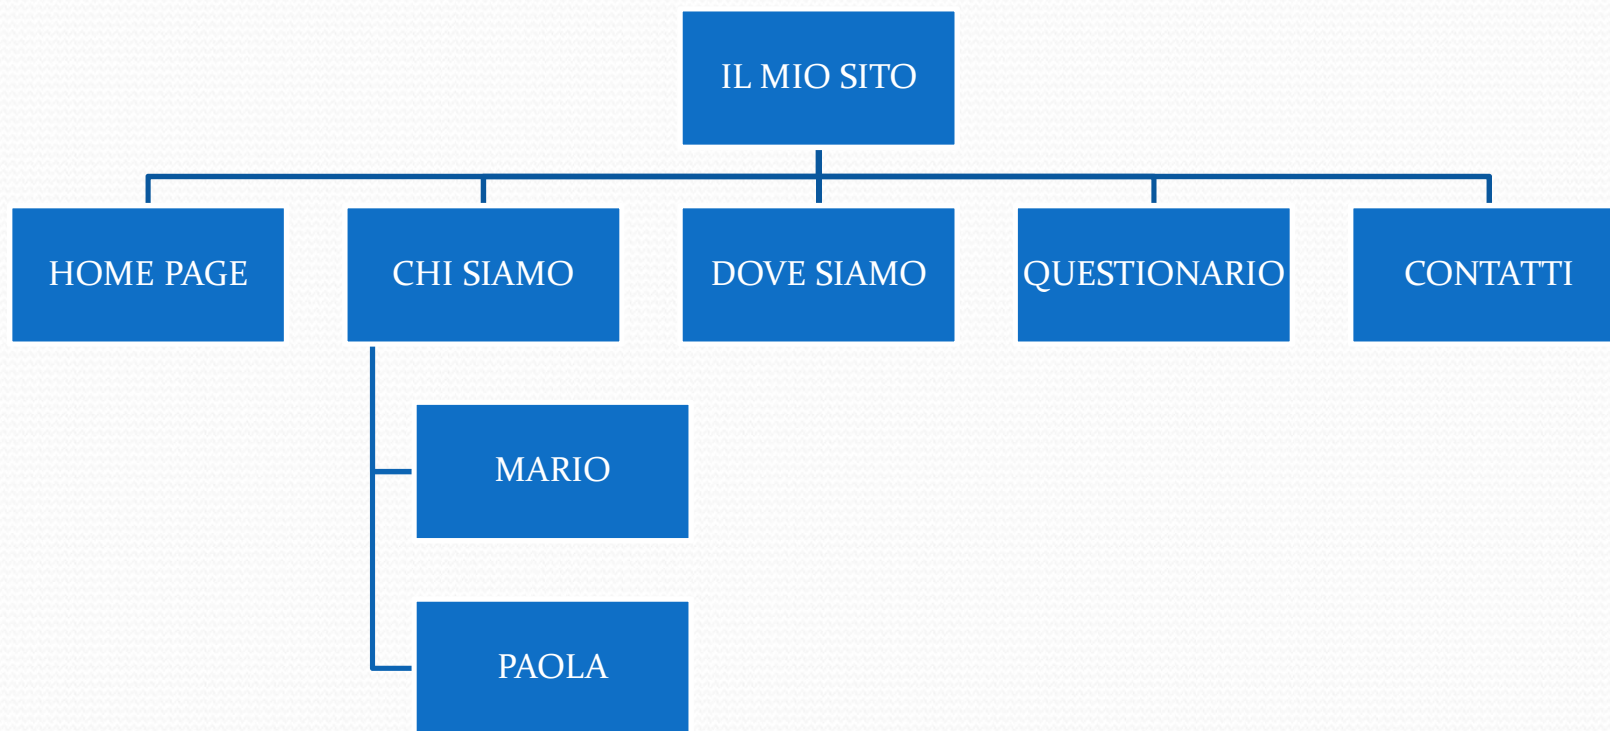 IL MIO SITO
HOME PAGE
CHI SIAMO
DOVE SIAMO
QUESTIONARIO
CONTATTI
MARIO
PAOLA